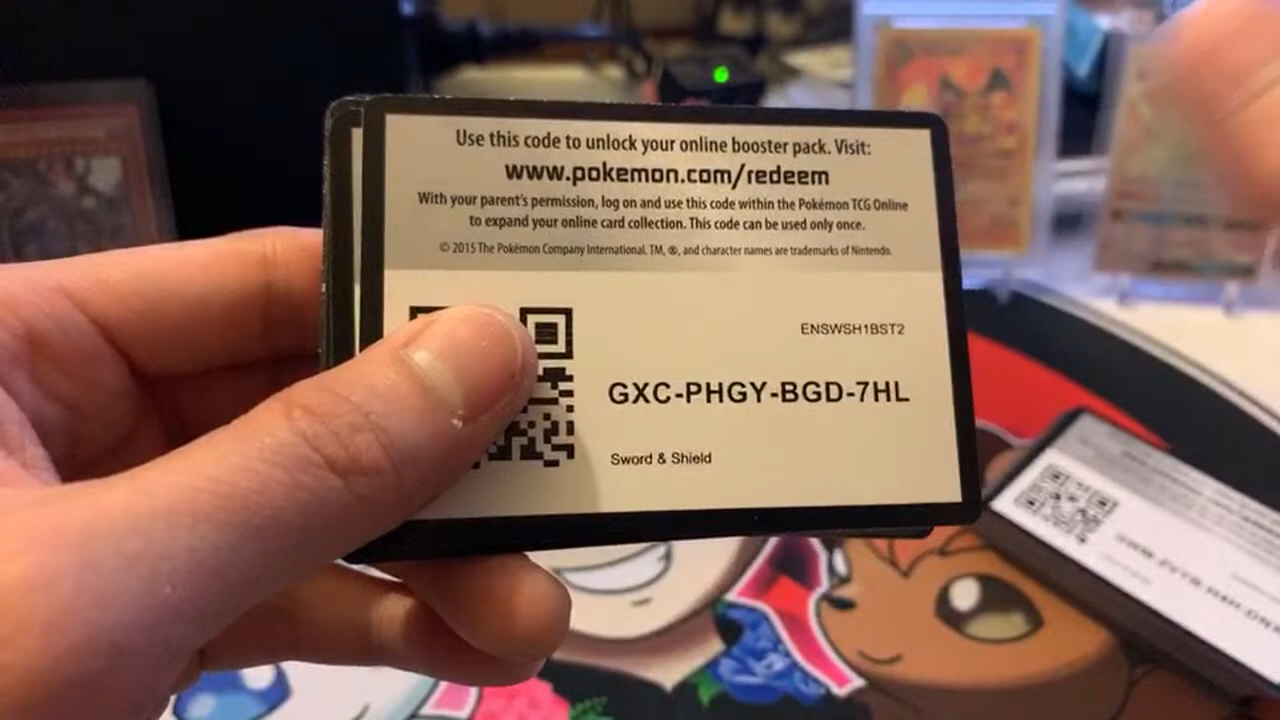 Use this code to unlock your online booster pack. Visit:
www.pokemon.com/redeem
With your parent's permission, log on and use this code within the Pokémon TCG Online
to expand your online card collection. This code can be used only once.
© 2015 The Pokémon Company International. TM, ®, and character names are trademarks of Nintendo.
ENSWSH1BST2
GXC-PHGY-BGD-7HL
Sword & Shield